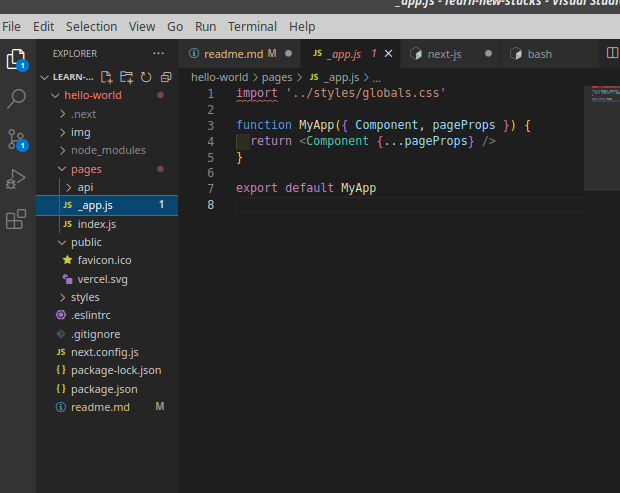 _app.js - learn-new-stacks - Visual Studio
File Edit Selection View Go Run Terminal Help
EXPLORER ...
readme.md M
JS _app.js 1
next-js
bash
LEARN-...
hello-world > pages > JS _app.js > ...
hello-world
.next
img
node_modules
pages
api
JS _app.js 1
JS index.js
public
favicon.ico
vercel.svg
styles
.eslintrc
.gitignore
JS next.config.js
{} package-lock.json
{} package.json
readme.md M
1 import '../styles/globals.css'
2
3 function MyApp({ Component, pageProps }) {
4 return <Component {...pageProps} />
5 }
6
7 export default MyApp
8
1
1